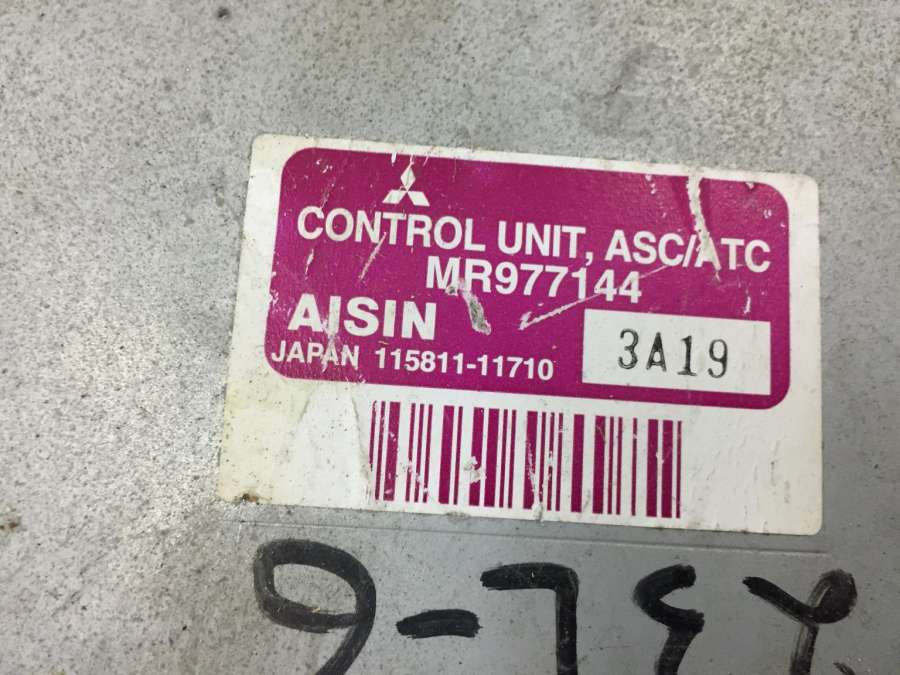 CONTROL UNIT, ASC/ATC
MR977144
AISIN
3A19
JAPAN 115811-11710